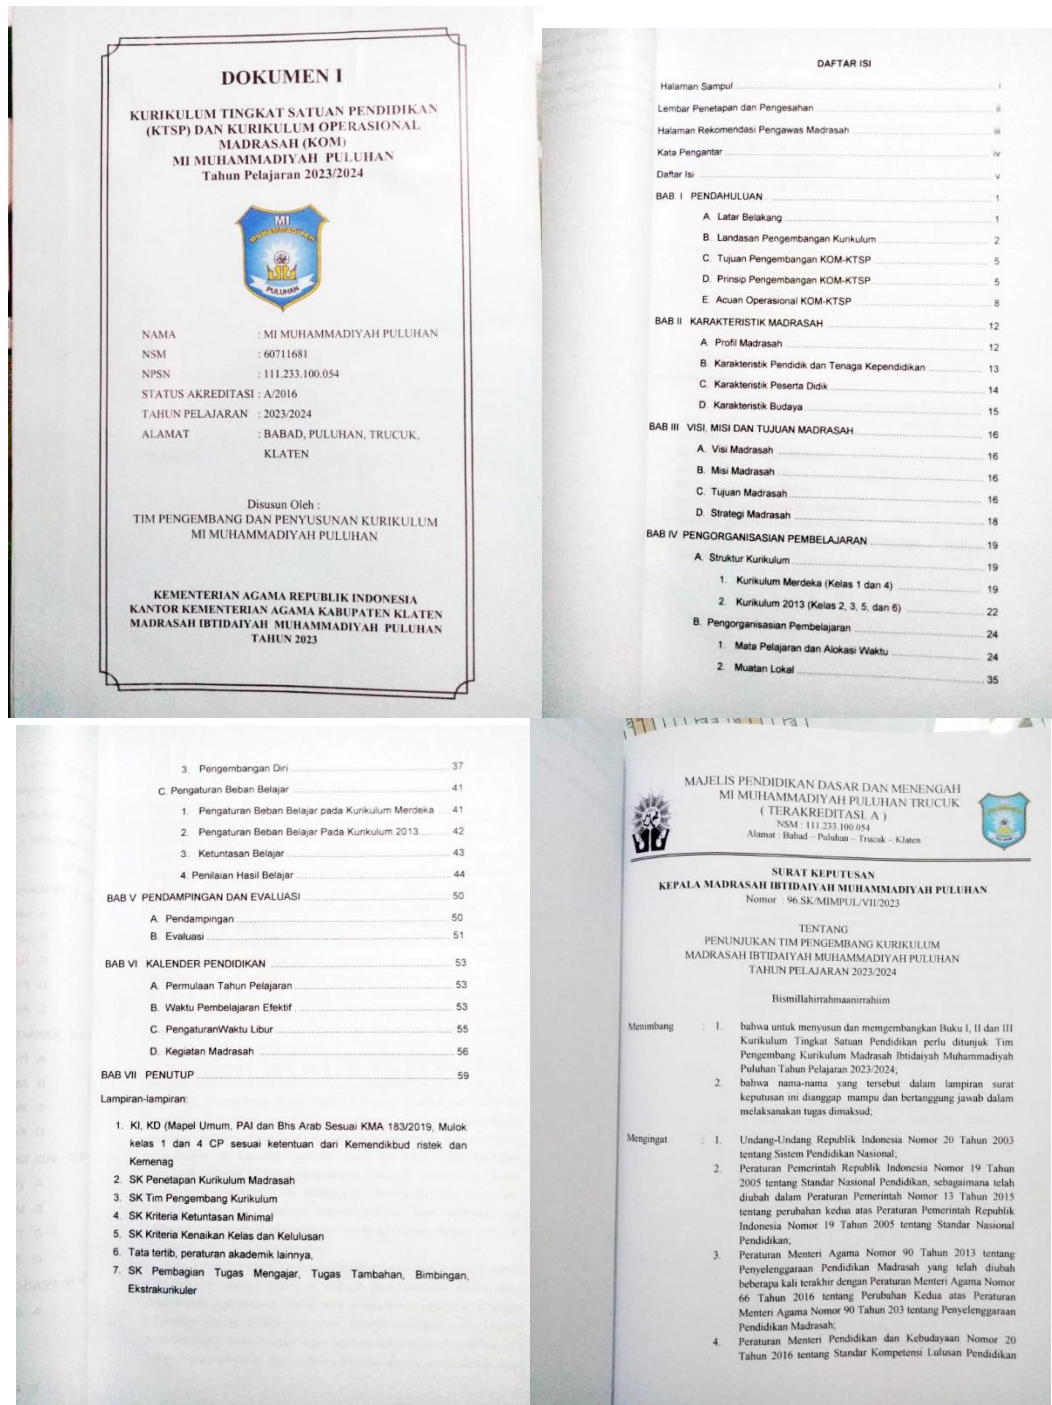 DOKUMEN I
KURIKULUM TINGKAT SATUAN PENDIDIKAN
(KTSP) DAN KURIKULUM OPERASIONAL
MADRASAH (KOM)
MI MUHAMMADIYAH PULUHAN
Tahun Pelajaran 2023/2024
MI.
MUHAMMADIYAH
PULUHAN
NAMA : MI MUHAMMADIYAH PULUHAN
NSM : 60711681
NPSN : 111.233.100.054
STATUS AKREDITASI : A/2016
TAHUN PELAJARAN : 2023/2024
ALAMAT : BABAD, PULUHAN, TRUCUK,
KLATEN
Disusun Oleh :
TIM PENGEMBANG DAN PENYUSUNAN KURIKULUM
MI MUHAMMADIYAH PULUHAN
KEMENTERIAN AGAMA REPUBLIK INDONESIA
KANTOR KEMENTERIAN AGAMA KABUPATEN KLATEN
MADRASAH IBTIDAIYAH MUHAMMADIYAH PULUHAN
TAHUN 2023
DAFTAR ISI
Halaman Sampul i
Lembar Penetapan dan Pengesahan ii
Halaman Rekomendasi Pengawas Madrasah iii
Kata Pengantar iv
Daftar Isi v
BAB I PENDAHULUAN 1
A. Latar Belakang 1
B. Landasan Pengembangan Kurikulum 2
C. Tujuan Pengembangan KOM-KTSP 5
D. Prinsip Pengembangan KOM-KTSP 5
E. Acuan Operasional KOM-KTSP 8
BAB II KARAKTERISTIK MADRASAH 12
A. Profil Madrasah 12
B. Karakteristik Pendidik dan Tenaga Kependidikan 13
C. Karakteristik Peserta Didik 14
D. Karakteristik Budaya 15
BAB III VISI, MISI DAN TUJUAN MADRASAH 16
A. Visi Madrasah 16
B. Misi Madrasah 16
C. Tujuan Madrasah 16
D. Strategi Madrasah 18
BAB IV PENGORGANISASIAN PEMBELAJARAN 19
A. Struktur Kurikulum 19
1. Kurikulum Merdeka (Kelas 1 dan 4) 19
2. Kurikulum 2013 (Kelas 2, 3, 5, dan 6) 22
B. Pengorganisasian Pembelajaran 24
1. Mata Pelajaran dan Alokasi Waktu 24
2. Muatan Lokal 35
3. Pengembangan Diri 37
C. Pengaturan Beban Belajar 41
1. Pengaturan Beban Belajar pada Kurikulum Merdeka 41
2. Pengaturan Beban Belajar Pada Kurikulum 2013 42
3. Ketuntasan Belajar 43
4. Penilaian Hasil Belajar 44
BAB V PENDAMPINGAN DAN EVALUASI 50
A. Pendampingan 50
B. Evaluasi 51
BAB VI KALENDER PENDIDIKAN 53
A. Permulaan Tahun Pelajaran 53
B. Waktu Pembelajaran Efektif 53
C. PengaturanWaktu Libur 55
D. Kegiatan Madrasah 56
BAB VII PENUTUP 59
Lampiran-lampiran:
1. KI, KD (Mapel Umum, PAI dan Bhs Arab Sesuai KMA 183/2019, Mulok
kelas 1 dan 4 CP sesuai ketentuan dari Kemendikbud ristek dan
Kemenag
2. SK Penetapan Kurikulum Madrasah
3. SK Tim Pengembang Kurikulum
4. SK Kriteria Ketuntasan Minimal
5. SK Kriteria Kenaikan Kelas dan Kelulusan
6. Tata tertib, peraturan akademik lainnya,
7. SK Pembagian Tugas Mengajar, Tugas Tambahan, Bimbingan,
Ekstrakurikuler
MAJELIS PENDIDIKAN DASAR DAN MENENGAH
MI MUHAMMADIYAH PULUHAN TRUCUK
( TERAKREDITASI. A )
NSM : 111.233.100.054
Alamat : Babad – Puluhan – Trucuk – Klaten
SURAT KEPUTUSAN
KEPALA MADRASAH IBTIDAIYAH MUHAMMADIYAH PULUHAN
Nomor : 96.SK/MIMPUL/VII/2023
TENTANG
PENUNJUKAN TIM PENGEMBANG KURIKULUM
MADRASAH IBTIDAIYAH MUHAMMADIYAH PULUHAN
TAHUN PELAJARAN 2023/2024
Bismillahirrahmaanirrahiim
Menimbang : 1. bahwa untuk menyusun dan memgembangkan Buku I, II dan III
Kurikulum Tingkat Satuan Pendidikan perlu ditunjuk Tim
Pengembang Kurikulum Madrasah Ibtidaiyah Muhammadiyah
Puluhan Tahun Pelajaran 2023/2024;
2. bahwa nama-nama yang tersebut dalam lampiran surat
keputusan ini dianggap mampu dan bertanggung jawab dalam
melaksanakan tugas dimaksud;
Mengingat : 1. Undang-Undang Republik Indonesia Nomor 20 Tahun 2003
tentang Sistem Pendidikan Nasional;
2. Peraturan Pemerintah Republik Indonesia Nomor 19 Tahun
2005 tentang Standar Nasional Pendidikan, sebagaimana telah
diubah dalam Peraturan Pemerintah Nomor 13 Tahun 2015
tentang perubahan kedua atas Peraturan Pemerintah Republik
Indonesia Nomor 19 Tahun 2005 tentang Standar Nasional
Pendidikan;
3. Peraturan Menteri Agama Nomor 90 Tahun 2013 tentang
Penyelenggaraan Pendidikan Madrasah yang telah diubah
beberapa kali terakhir dengan Peraturan Menteri Agama Nomor
66 Tahun 2016 tentang Perubahan Kedua atas Peraturan
Menteri Agama Nomor 90 Tahun 203 tentang Penyelenggaraan
Pendidikan Madrasah;
4. Peraturan Menteri Pendidikan dan Kebudayaan Nomor 20
Tahun 2016 tentang Standar Kompetensi Lulusan Pendidikan